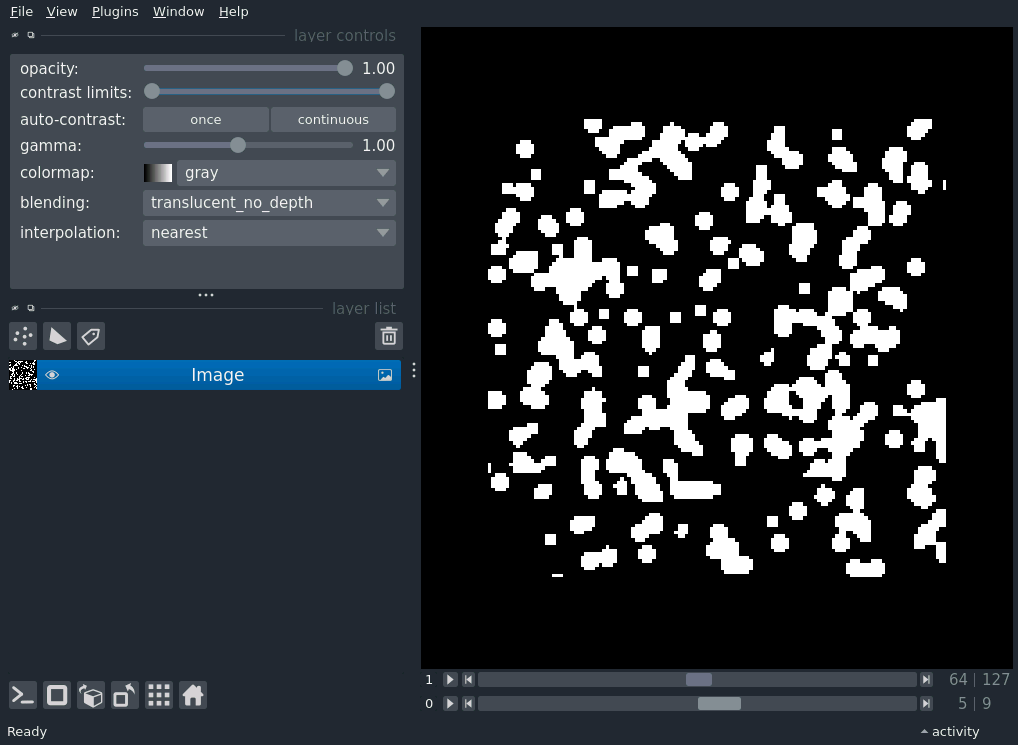 File View Plugins Window Help
layer controls
opacity: 1.00
contrast limits:
auto-contrast: once continuous
gamma: 1.00
colormap: gray
blending: translucent_no_depth
interpolation: nearest
layer list
Image
1 64 | 127
0 5 | 9
Ready activity